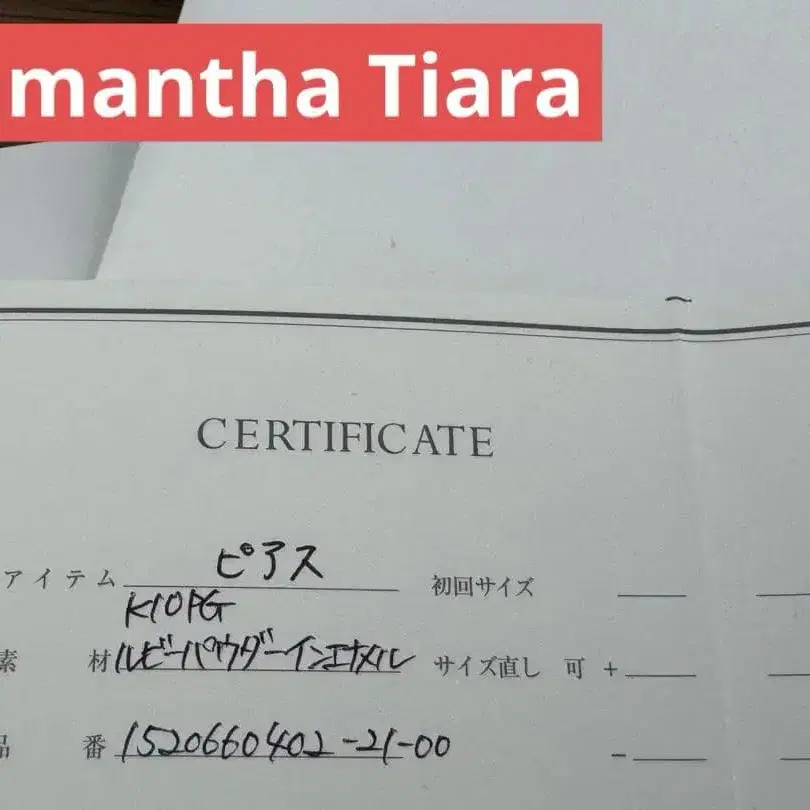 mantha Tiara
CERTIFICATE
アイテム ピアス 初回サイズ
K10PG
素材 ルビーパウダーインエナメル サイズ直し 可 +
品番 1520660402-21-00 -